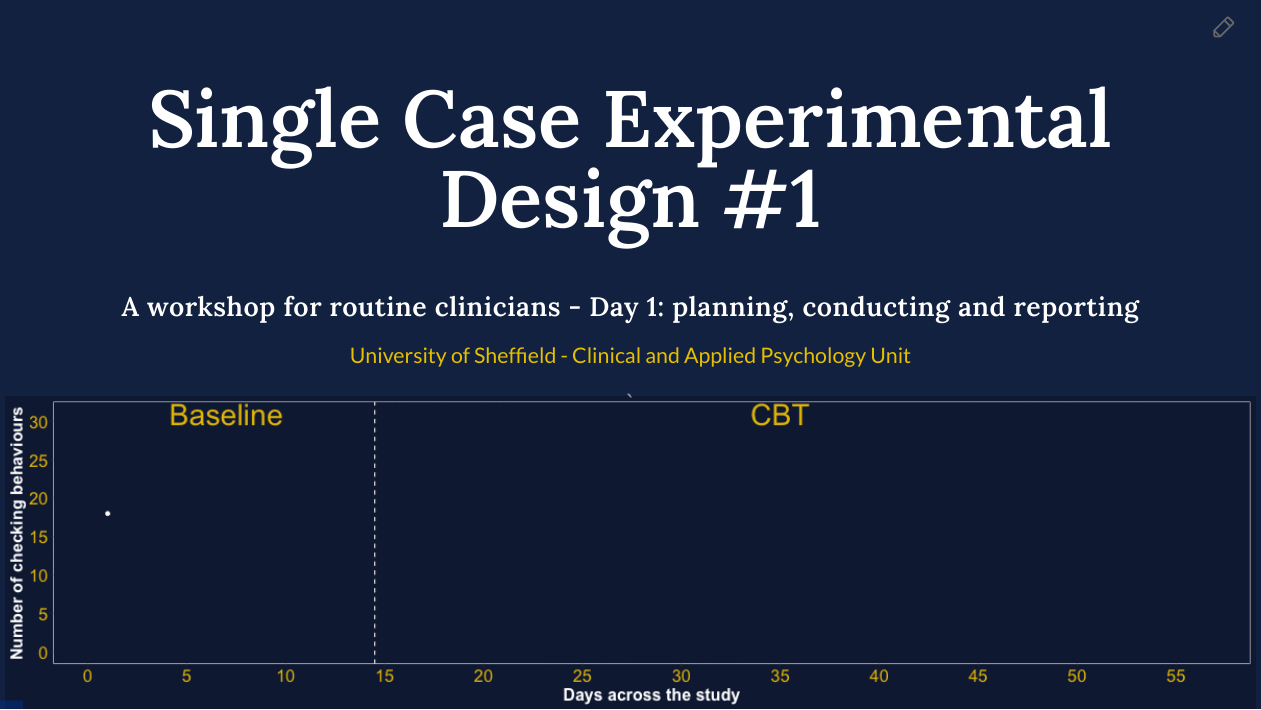 Single Case Experimental
Design #1
A workshop for routine clinicians - Day 1: planning, conducting and reporting
University of Sheffield - Clinical and Applied Psychology Unit
Baseline
CBT
Number of checking behaviours
30
25
20
15
10
5
0
0 5 10 15 20 25 30 35 40 45 50 55
Days across the study